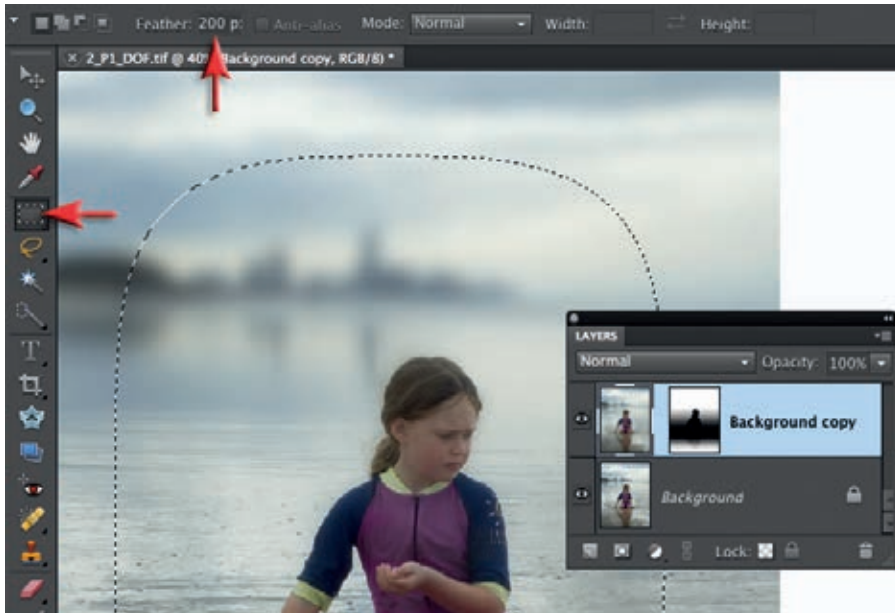 Feather: 200 p: Anti-alias Mode: Normal Width: Height:
2_P1_DOF.tif @ 40% Background copy, RGB/8) *
LAYERS
Normal Opacity: 100%
Background copy
Background
Lock:
T